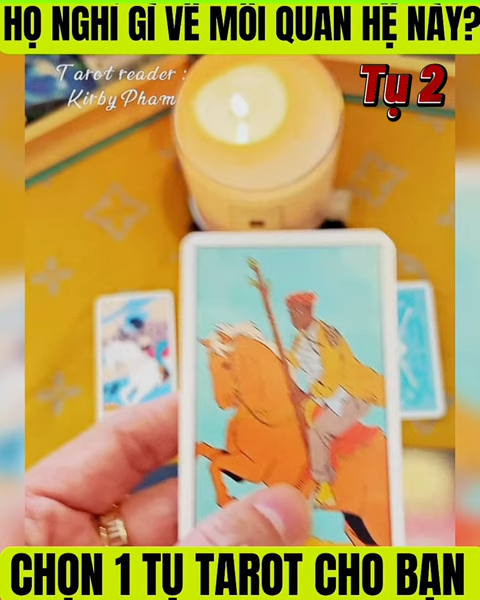 HỌ NGHĨ GÌ VỀ MỐI QUAN HỆ NÀY?
Tarot reader :
Kirby Pham
Tụ 2
CHỌN 1 TỤ TAROT CHO BẠN